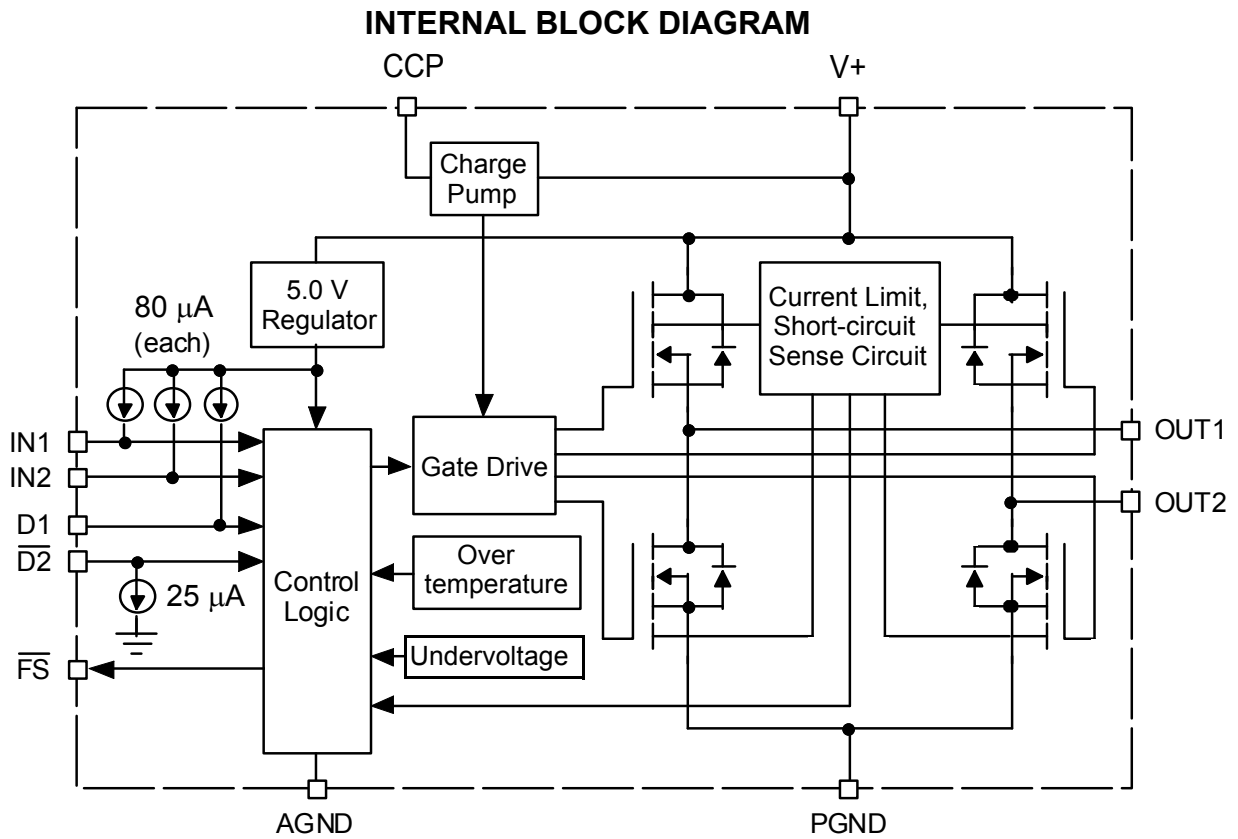 INTERNAL BLOCK DIAGRAM
CCP
V+
Charge
Pump
5.0 V
Regulator
80 μA
(each)
Current Limit,
Short-circuit
Sense Circuit
IN1
IN2
D1
D2
FS
25 μA
Control
Logic
Gate Drive
Over
temperature
Undervoltage
OUT1
OUT2
AGND
PGND